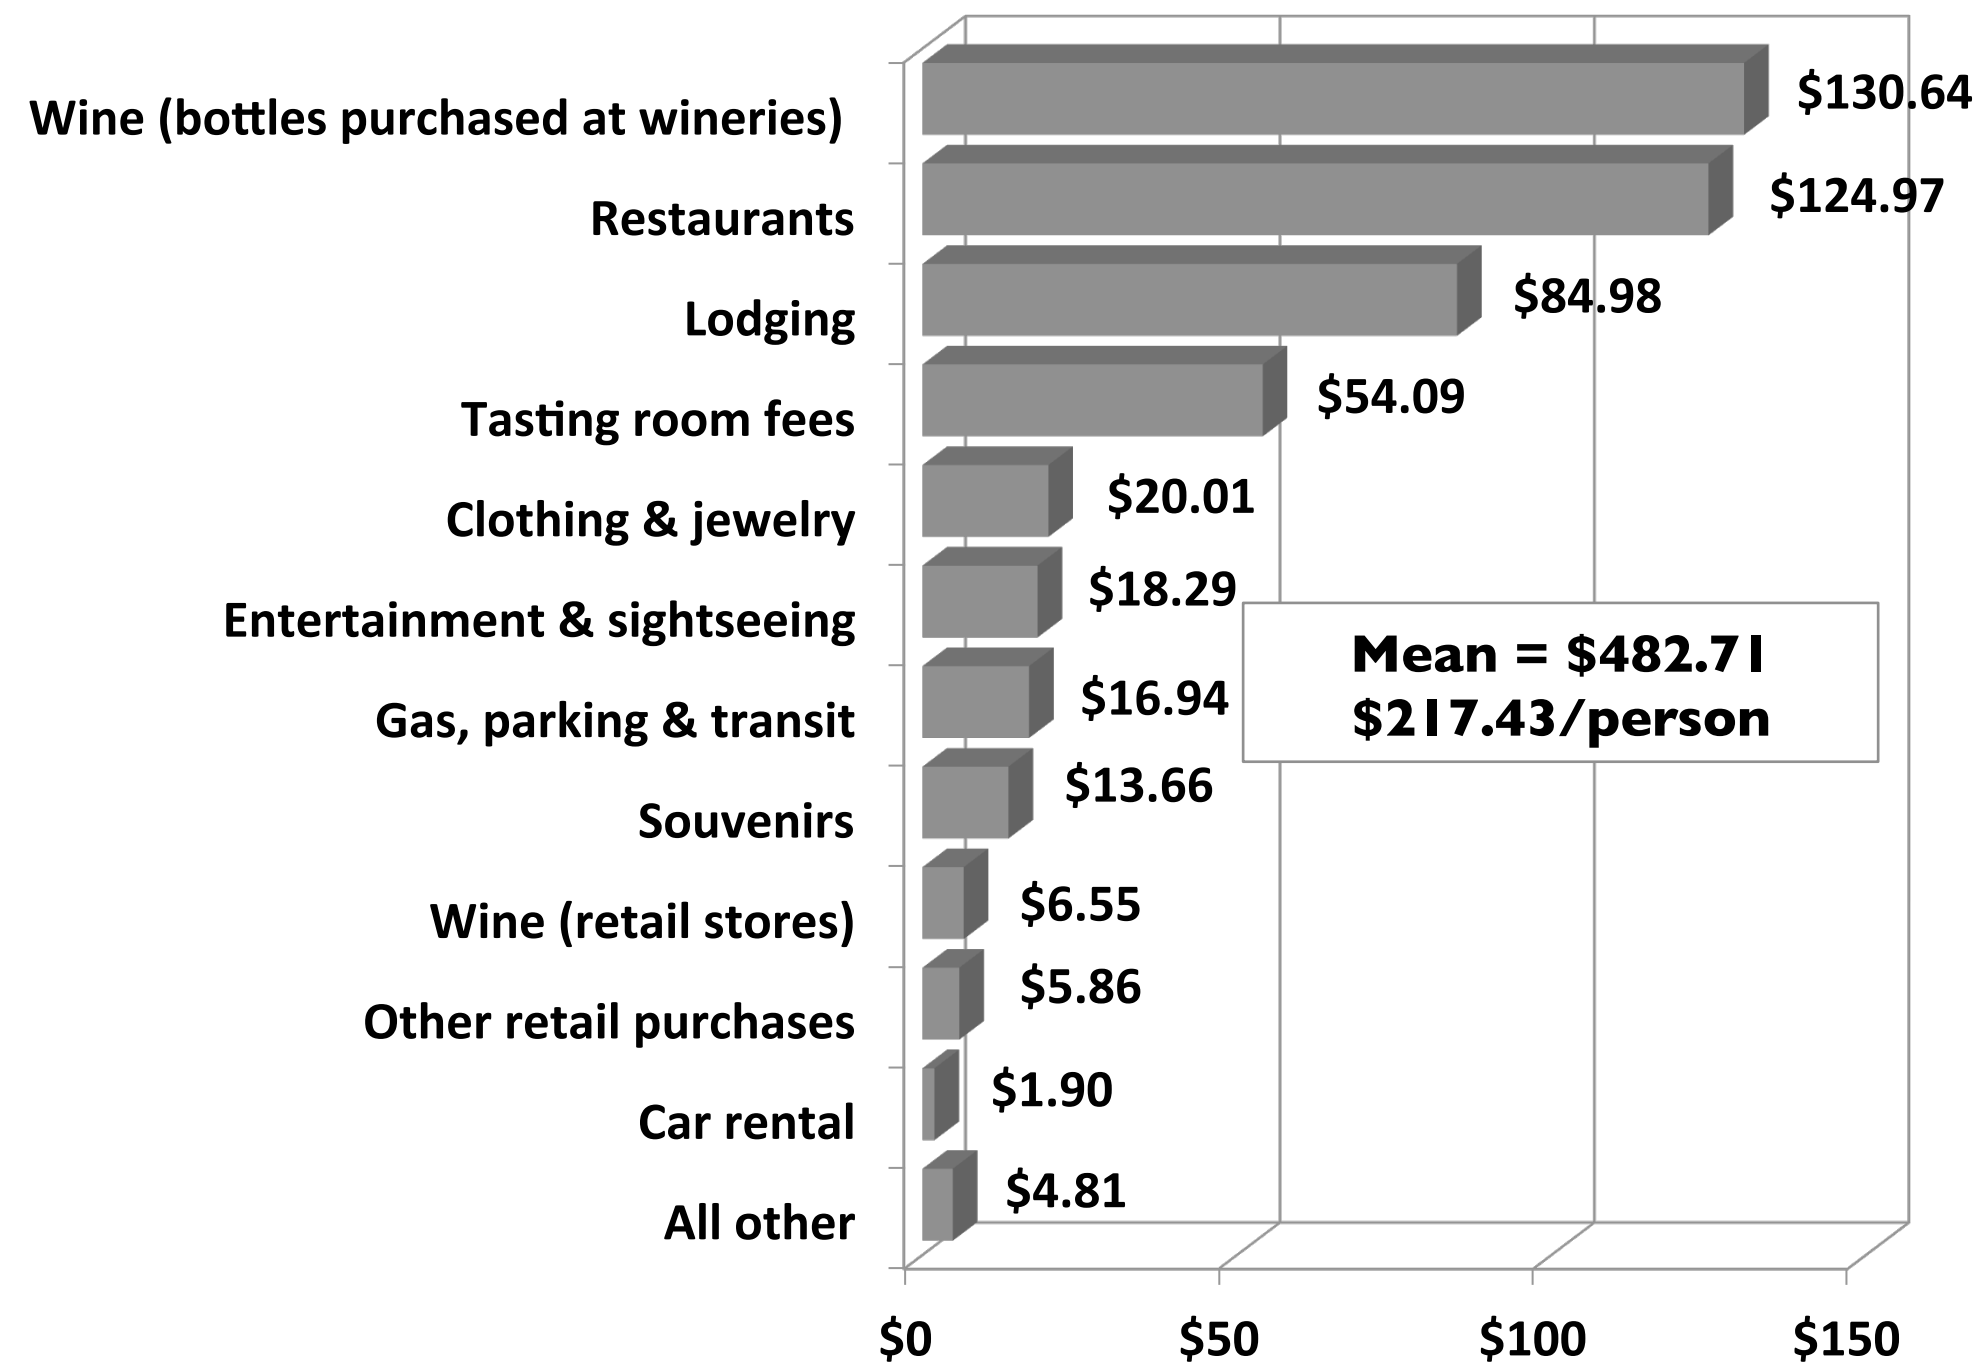 Wine (bottles purchased at wineries) $130.64
Restaurants $124.97
Lodging $84.98
Tasting room fees $54.09
Clothing & jewelry $20.01
Entertainment & sightseeing $18.29
Gas, parking & transit $16.94
Souvenirs $13.66
Wine (retail stores) $6.55
Other retail purchases $5.86
Car rental $1.90
All other $4.81
Mean = $482.71
$217.43/person
$0 $50 $100 $150